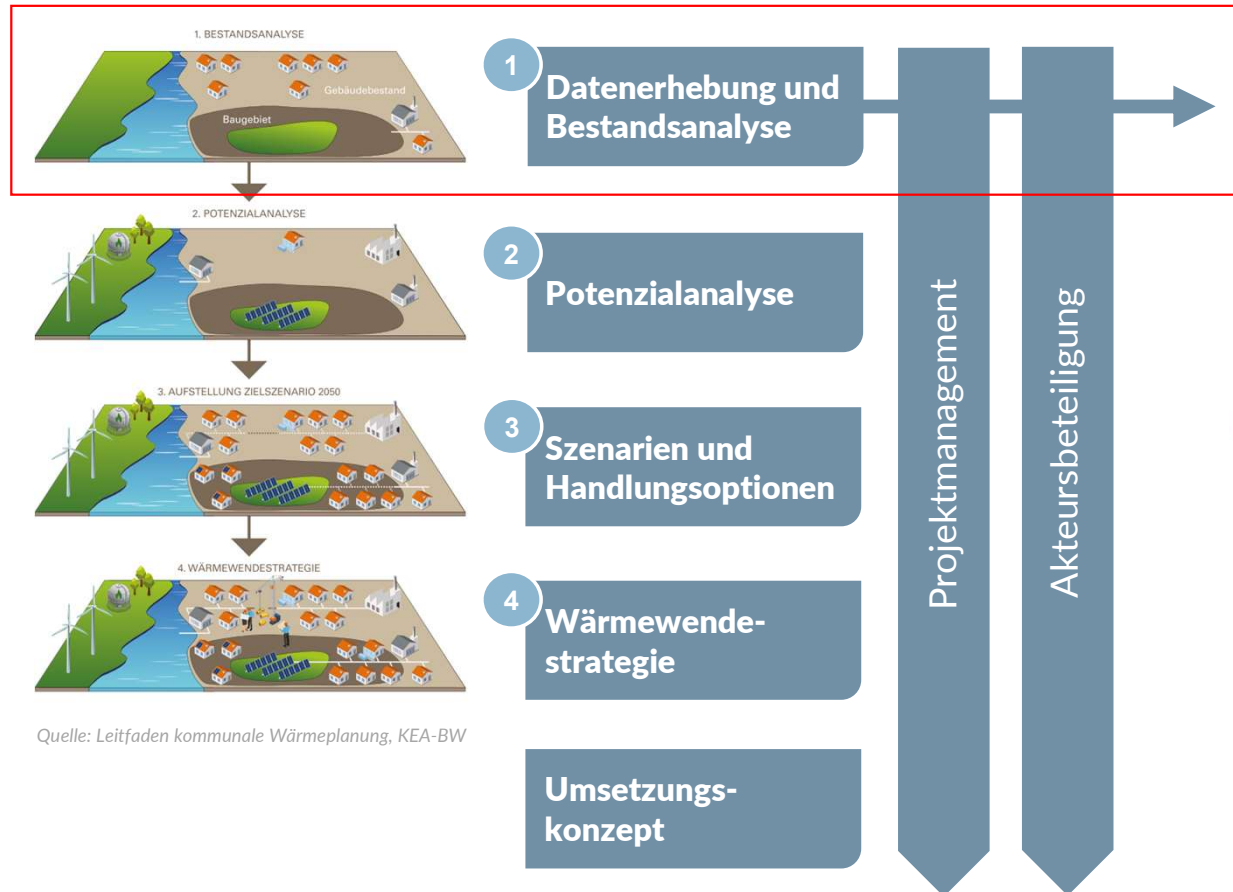 1. BESTANDSANALYSE
Gebäudebestand
Baugebiet
1
Datenerhebung und
Bestandsanalyse
2. POTENZIALANALYSE
2
Potenzialanalyse
3. AUFSTELLUNG ZIELSZENARIO 2050
3
Szenarien und
Handlungsoptionen
4. WÄRMEWENDESTRATEGIE
4
Wärmewende-
strategie
Quelle: Leitfaden kommunale Wärmeplanung, KEA-BW
Umsetzungs-
konzept
Projektmanagement
Akteursbeteiligung